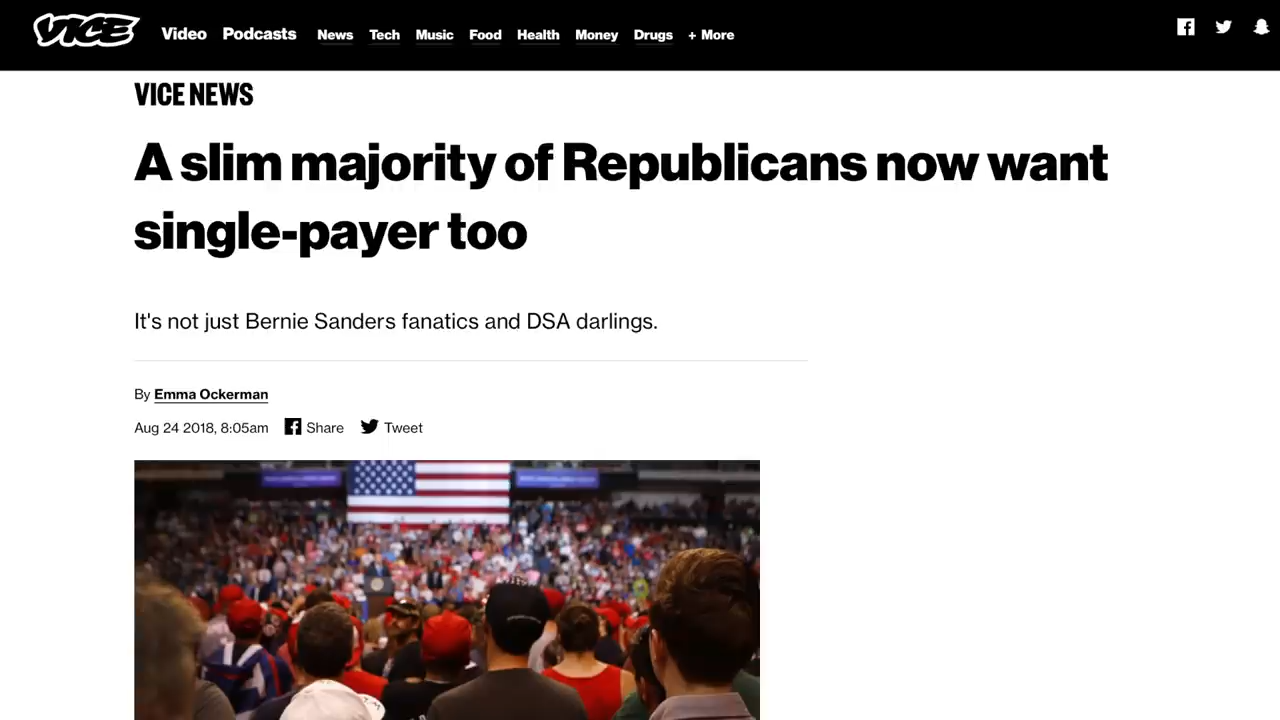 VICE Video Podcasts News Tech Music Food Health Money Drugs + More
VICE NEWS
A slim majority of Republicans now want
single-payer too
It's not just Bernie Sanders fanatics and DSA darlings.
By Emma Ockerman
Aug 24 2018, 8:05am Share Tweet